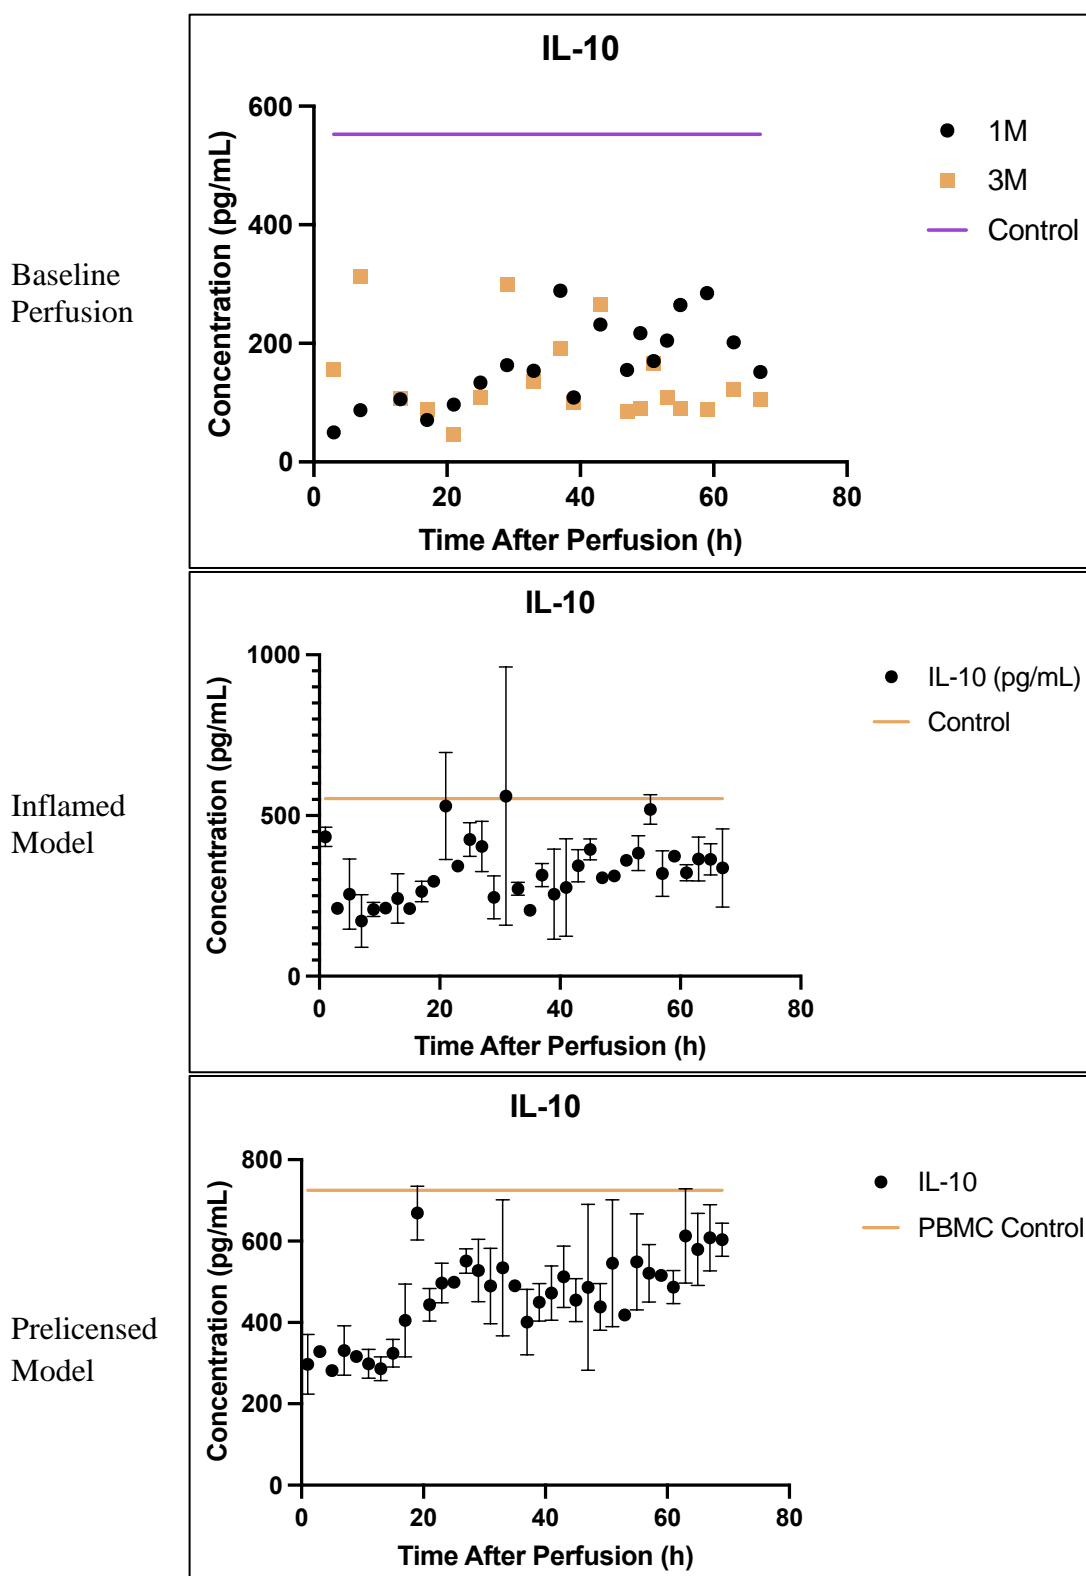 Baseline
Perfusion
IL-10
Concentration (pg/mL)
600
400
200
0
0 20 40 60 80
Time After Perfusion (h)
1M
3M
Control
Inflamed
Model
IL-10
Concentration (pg/mL)
1000
500
0
0 20 40 60 80
Time After Perfusion (h)
IL-10 (pg/mL)
Control
Prelicensed
Model
IL-10
Concentration (pg/mL)
800
600
400
200
0
0 20 40 60 80
Time After Perfusion (h)
IL-10
PBMC Control